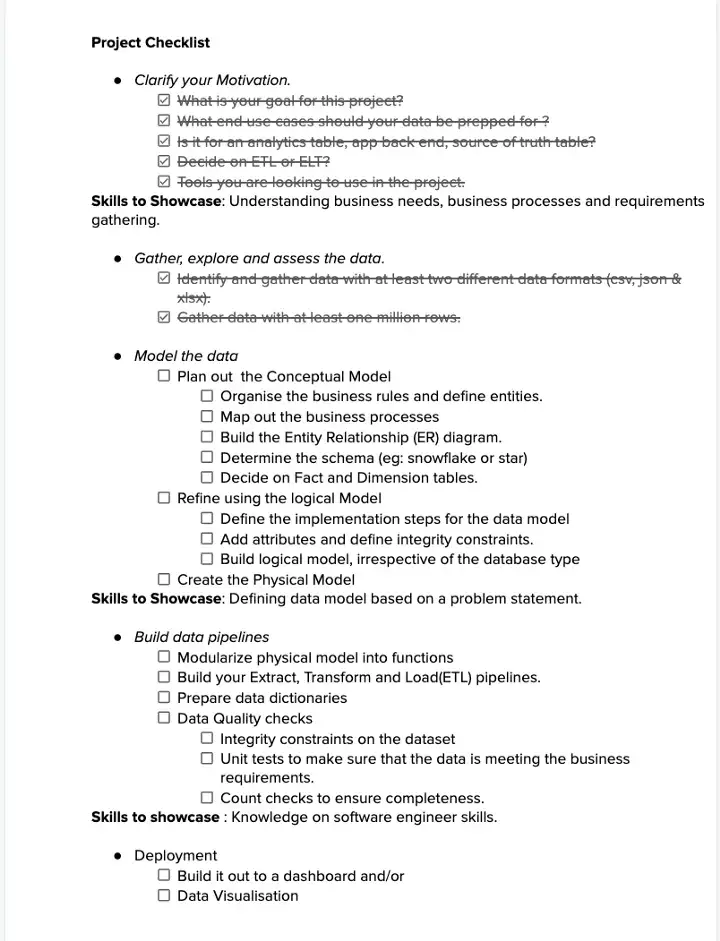 Project Checklist
● Clarify your Motivation.
☑ What is your goal for this project?
☑ What end use cases should your data be prepped for ?
☑ Is it for an analytics table, app back end, source of truth table?
☑ Decide on ETL or ELT?
☑ Tools you are looking to use in the project.
Skills to Showcase: Understanding business needs, business processes and requirements
gathering.
● Gather, explore and assess the data.
☑ Identify and gather data with at least two different data formats (csv, json &
xlsx).
☑ Gather data with at least one million rows.
● Model the data
☐ Plan out  the Conceptual Model
☐ Organise the business rules and define entities.
☐ Map out the business processes
☐ Build the Entity Relationship (ER) diagram.
☐ Determine the schema (eg: snowflake or star)
☐ Decide on Fact and Dimension tables.
☐ Refine using the logical Model
☐ Define the implementation steps for the data model
☐ Add attributes and define integrity constraints.
☐ Build logical model, irrespective of the database type
☐ Create the Physical Model
Skills to Showcase: Defining data model based on a problem statement.
● Build data pipelines
☐ Modularize physical model into functions
☐ Build your Extract, Transform and Load(ETL) pipelines.
☐ Prepare data dictionaries
☐ Data Quality checks
☐ Integrity constraints on the dataset
☐ Unit tests to make sure that the data is meeting the business
requirements.
☐ Count checks to ensure completeness.
Skills to showcase : Knowledge on software engineer skills.
● Deployment
☐ Build it out to a dashboard and/or
☐ Data Visualisation